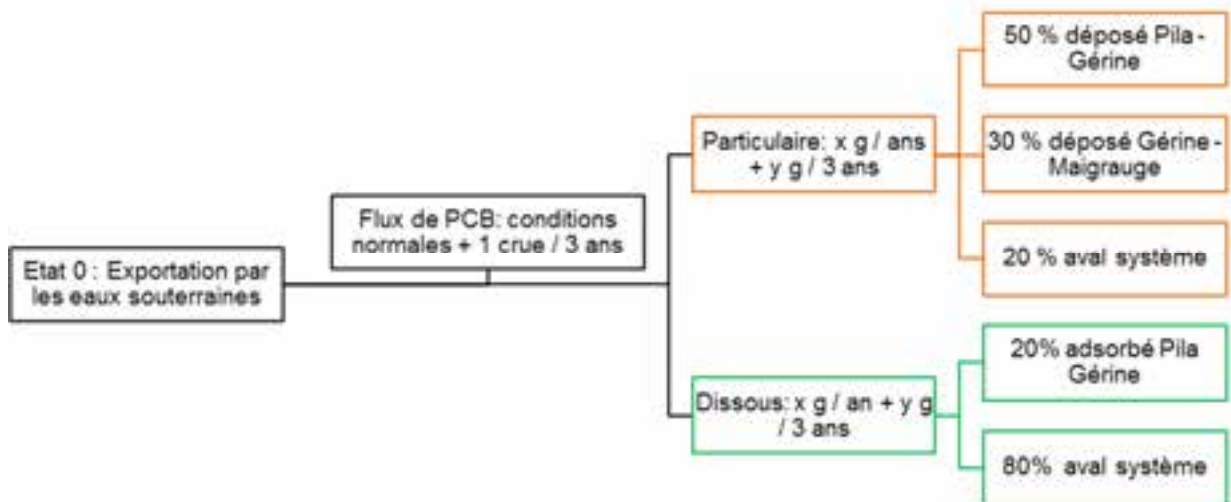 Etat 0 : Exportation par
les eaux souterraines
Flux de PCB: conditions
normales + 1 crue / 3 ans
Particulaire: x g / ans
+ y g / 3 ans
50 % déposé Pila -
Gérine
30 % déposé Gérine -
Maigrauge
20 % aval système
Dissous: x g / an + y g
/ 3 ans
20% adsorbé Pila
Gérine
80% aval système